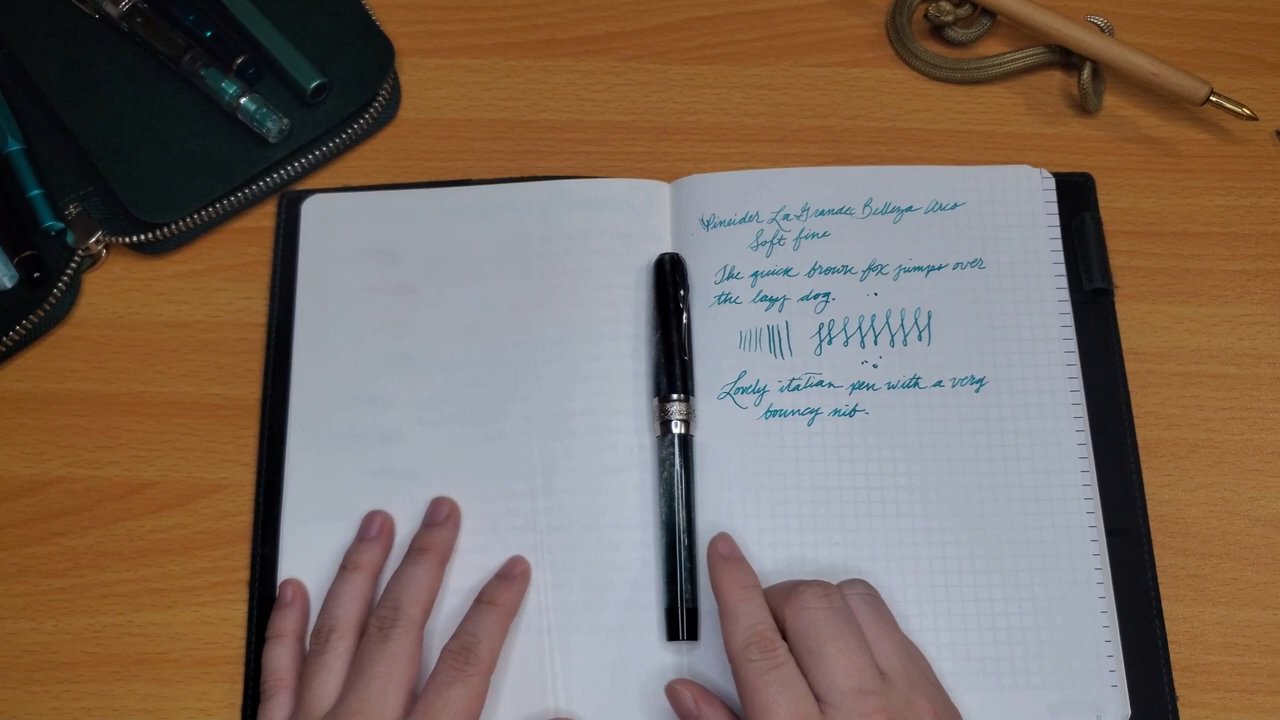 Pineider La Grande Belleza Arco
Soft fine
The quick brown fox jumps over
the lazy dog.
Lovely italian pen with a very
bouncy nib.